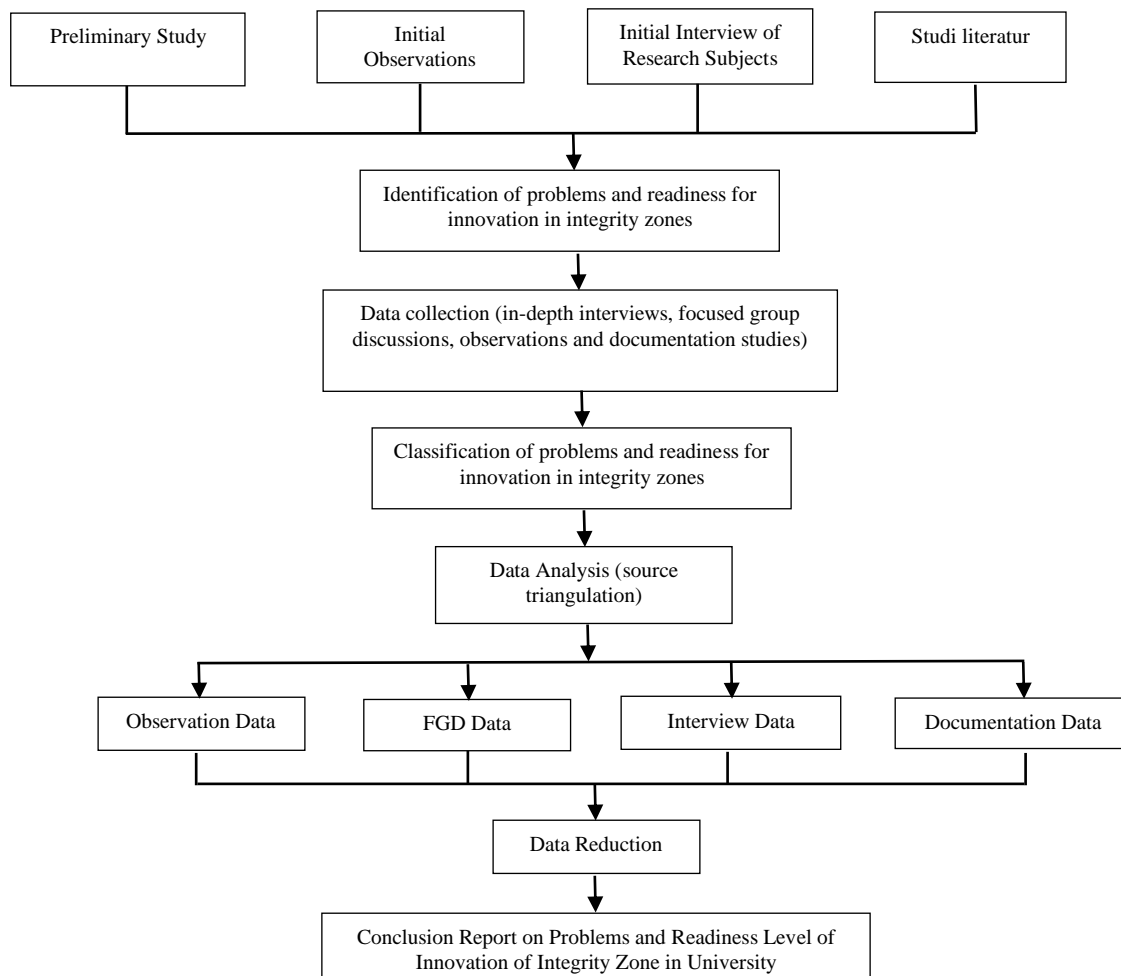 Preliminary Study
Initial
Observations
Initial Interview of
Research Subjects
Studi literatur
Identification of problems and readiness for
innovation in integrity zones
Data collection (in-depth interviews, focused group
discussions, observations and documentation studies)
Classification of problems and readiness for
innovation in integrity zones
Data Analysis (source
triangulation)
Observation Data
FGD Data
Interview Data
Documentation Data
Data Reduction
Conclusion Report on Problems and Readiness Level of
Innovation of Integrity Zone in University